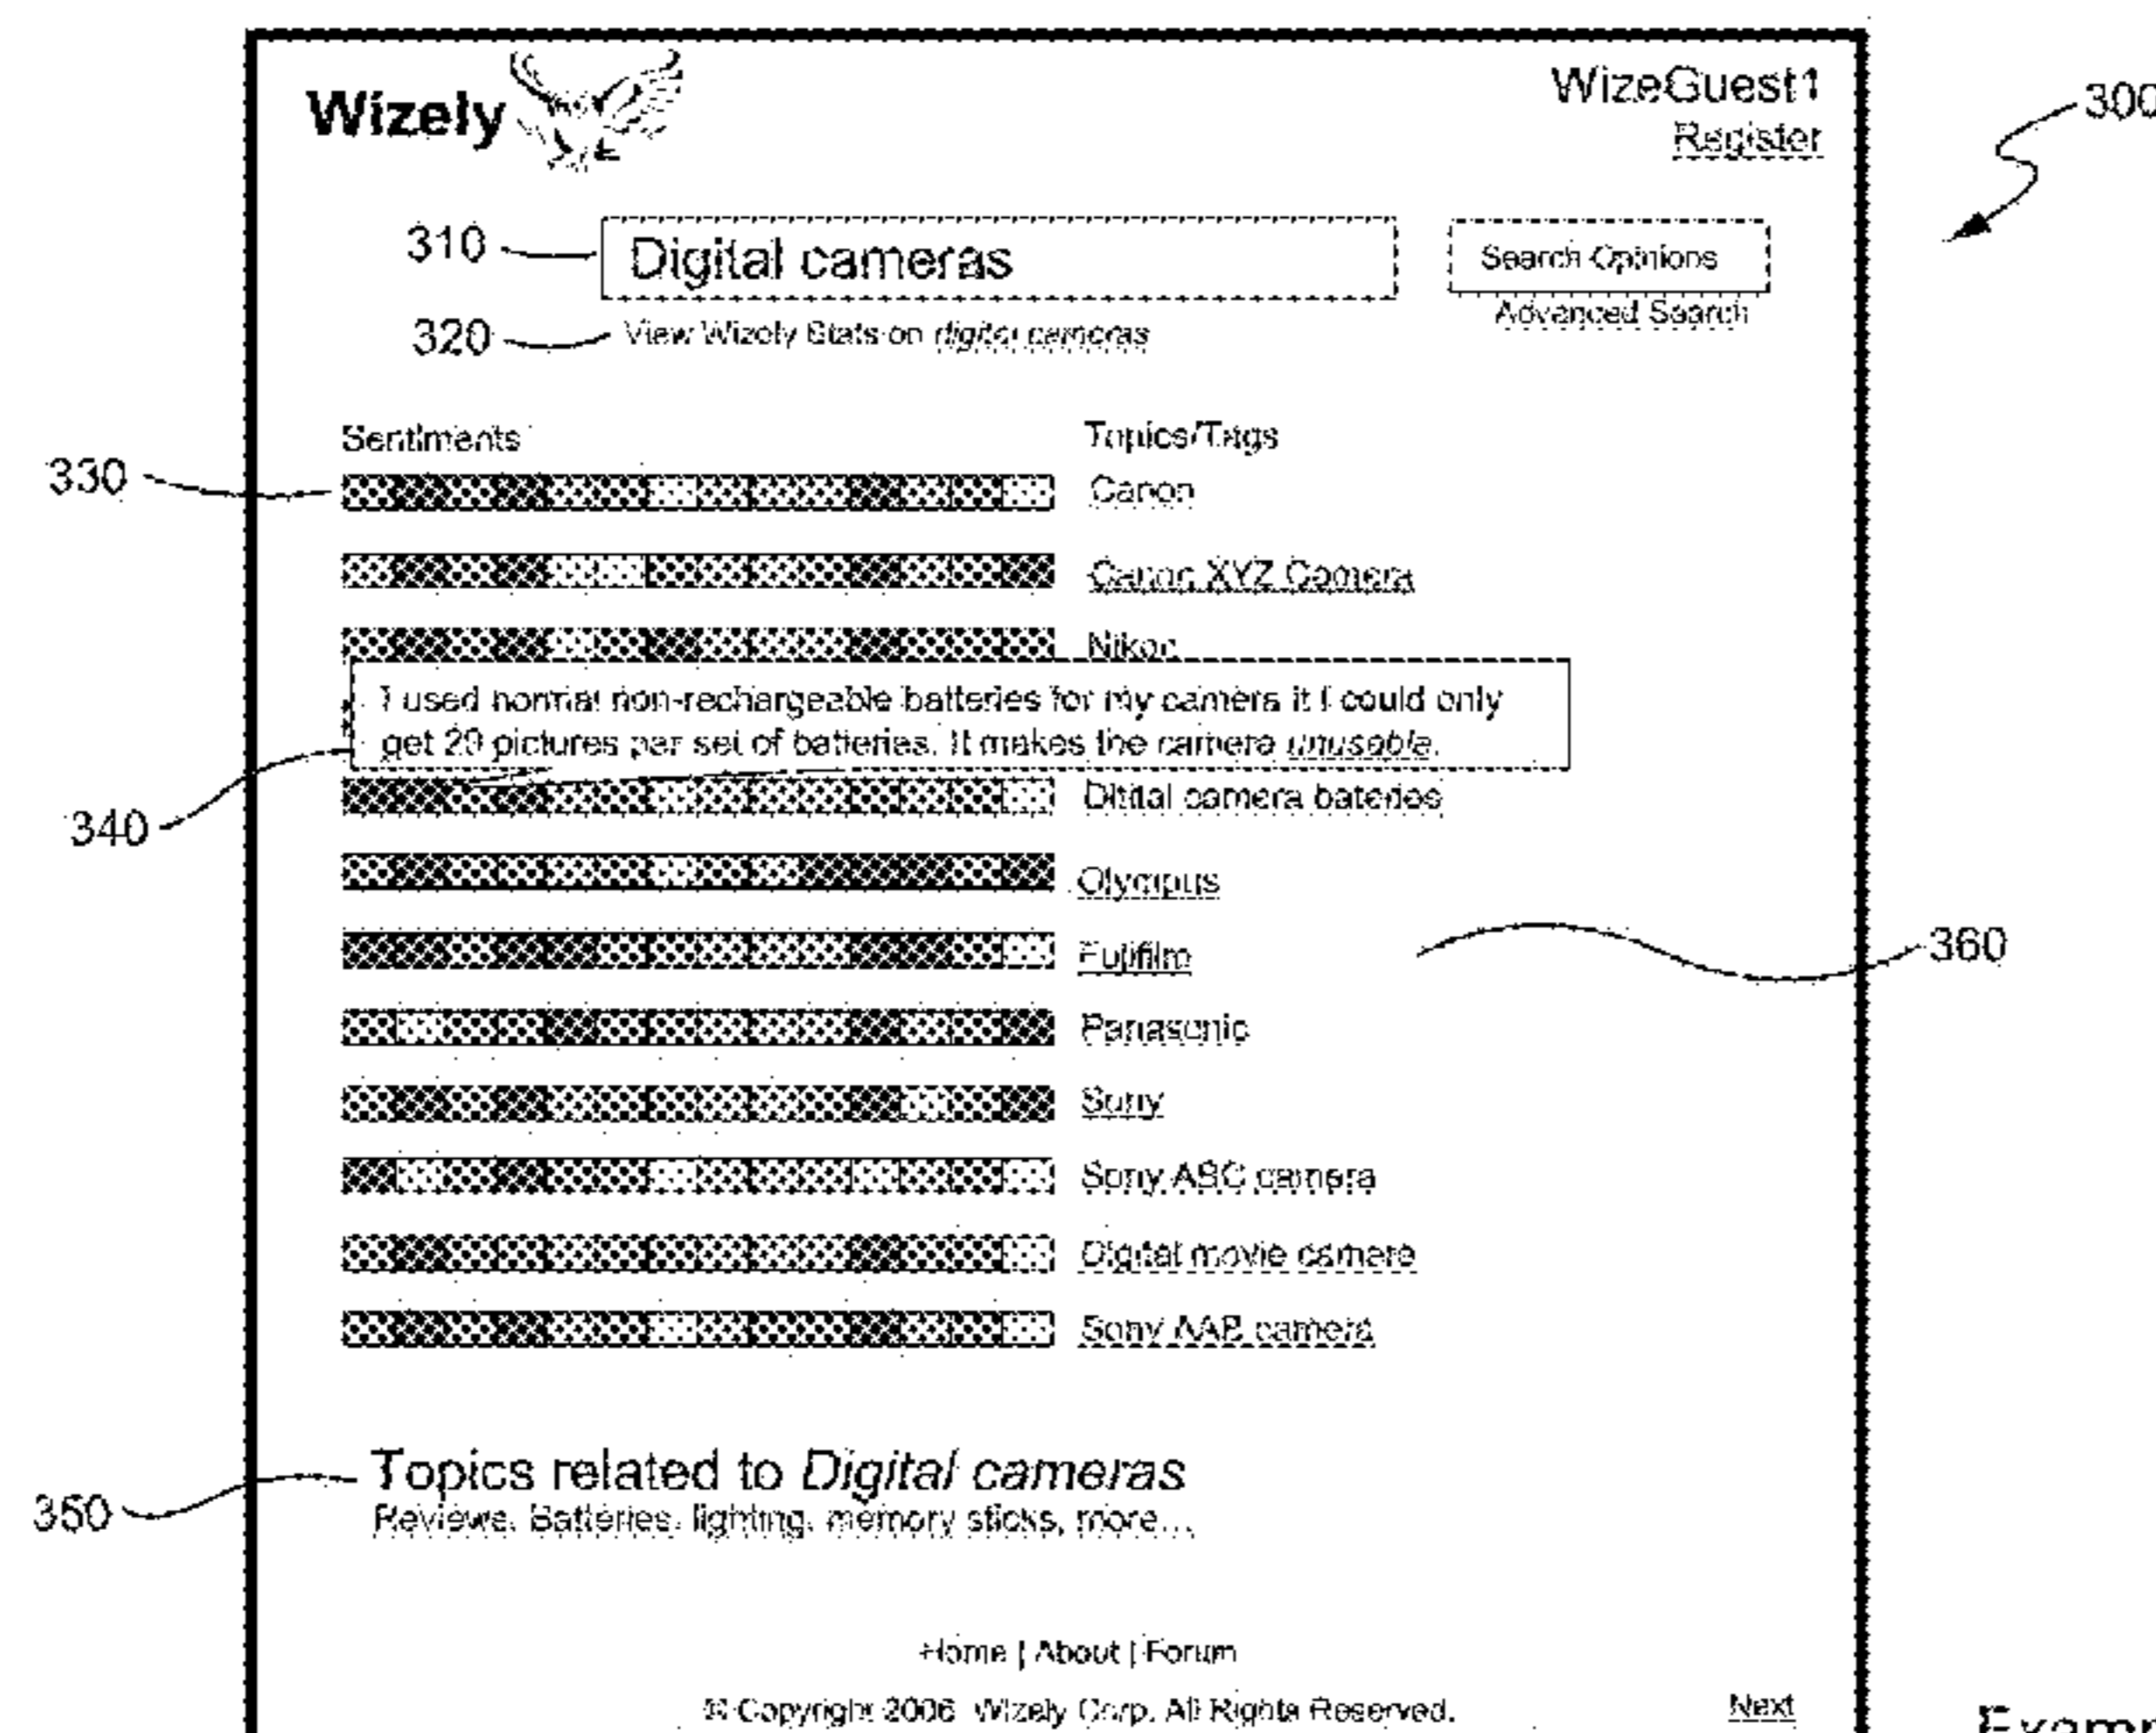 Wizely
WizeGuest1
Register
300
310
Digital cameras
Search Opinions
Advanced Search
320
View Wizely Stats on digital cameras
Sentiments
Topics/Tags
330
Canon
Canon XYZ Camera
Nikon
I used normal non-rechargeable batteries for my camera it I could only
get 20 pictures per set of batteries. It makes the camera unusable.
340
Ditital camera bateries
Olympus
Fujifilm
360
Panasonic
Sony
Sony ABC camera
Digital movie camera
Sony AAB camera
350
Topics related to Digital cameras
Reviews, Batteries, lighting, memory sticks, more...
Home | About | Forum
© Copyright 2006 Wizely Corp. All Rights Reserved.
Next